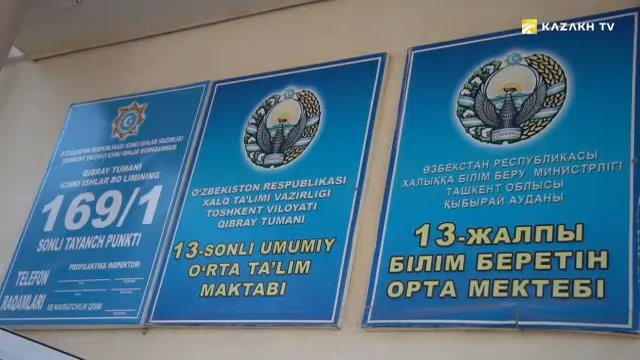 KAZAKH TV
O'ZBEKISTON RESPUBLIKASI ICHKI ISHLAR VAZIRLIGI
TOSHKENT VILOYATI ICHKI ISHLAR BOSHQARMASI
QIBRAY TUMANI
ICHKI ISHLAR BO'LIMINING
169/1
SONLI TAYANCH PUNKTI
PROFILAKTIKA INSPEKTORI
TELEFON
RAQAMLARI
O'ZBEKISTON RESPUBLIKASI
XALQ TA'LIMI VAZIRLIGI
TOSHKENT VILOYATI
QIBRAY TUMANI
13-SONLI UMUMIY
O'RTA TA'LIM
MAKTABI
ӨЗБЕКСТАН РЕСПУБЛИКАСЫ
ХАЛЫҚҚА БІЛІМ БЕРУ МИНИСТРЛІГІ
ТАШКЕНТ ОБЛЫСЫ
ҚЫБЫРАЙ АУДАНЫ
13-ЖАЛПЫ
БІЛІМ БЕРЕТІН
ОРТА МЕКТЕБІ